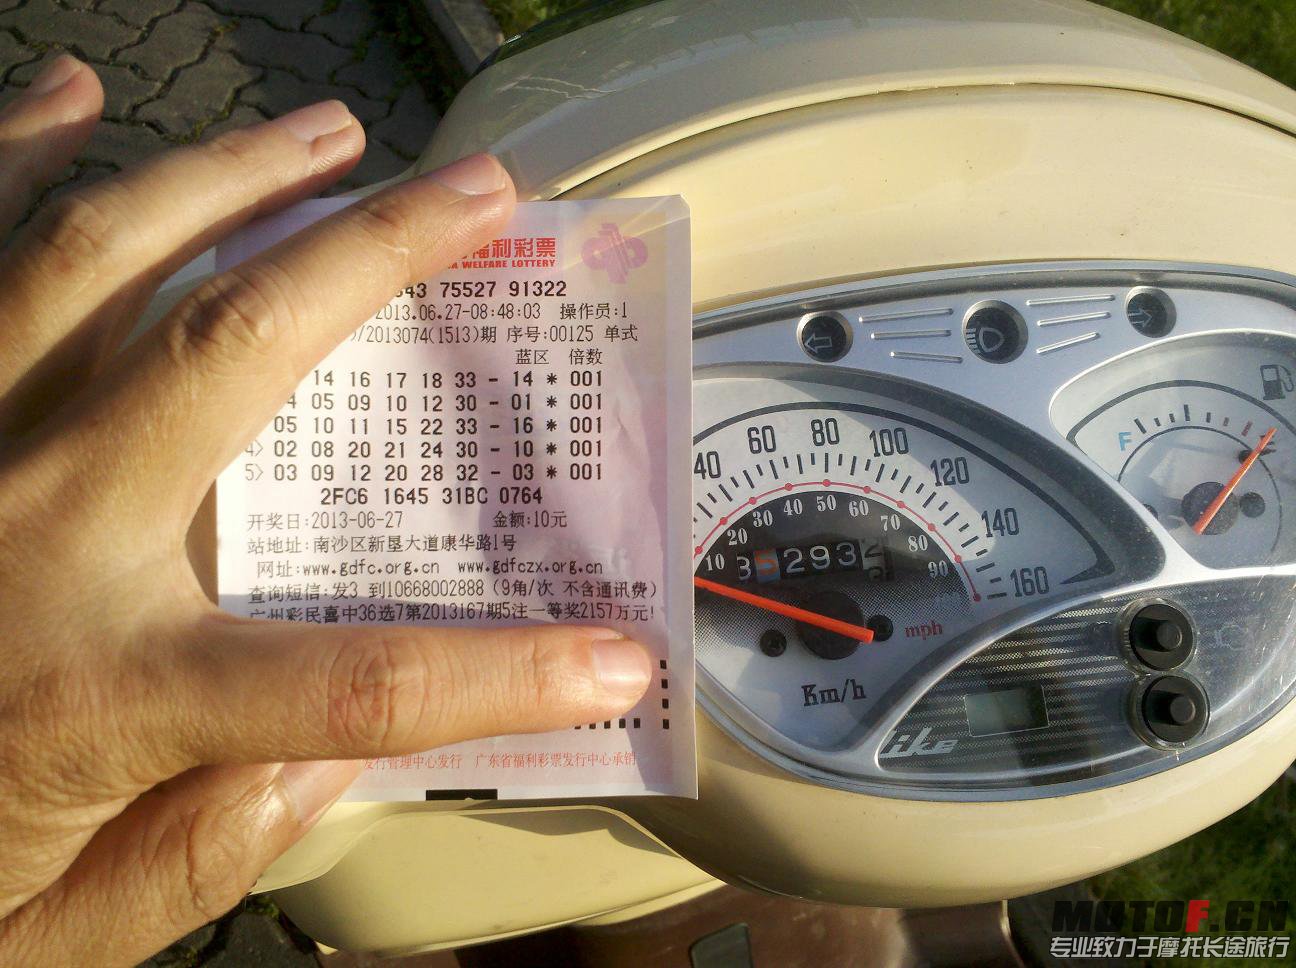 福利彩票
WELFARE LOTTERY
75527 91322
2013.06.27-08:48:03 操作员:1
/2013074(1513)期 序号:00125 单式
蓝区 倍数
14 16 17 18 33 - 14 * 001
05 09 10 12 30 - 01 * 001
05 10 11 15 22 33 - 16 * 001
4> 02 08 20 21 24 30 - 10 * 001
5> 03 09 12 20 28 32 - 03 * 001
2FC6 1645 31BC 0764
开奖日:2013-06-27 金额:10元
站地址:南沙区新垦大道康华路1号
网址:www.gdfc.org.cn www.gdfczx.org.cn
查询短信:发3 到10668002888(9角/次 不含通讯费)
广州彩民喜中36选7第2013167期5注一等奖2157万元!
发行管理中心发行 广东省福利彩票发行中心承销
40 60 80 100 120 140 160
10 20 30 40 50 60 70 80 90
5293
mph
Km/h
F
ike
MOTOF.CN
专业致力于摩托长途旅行